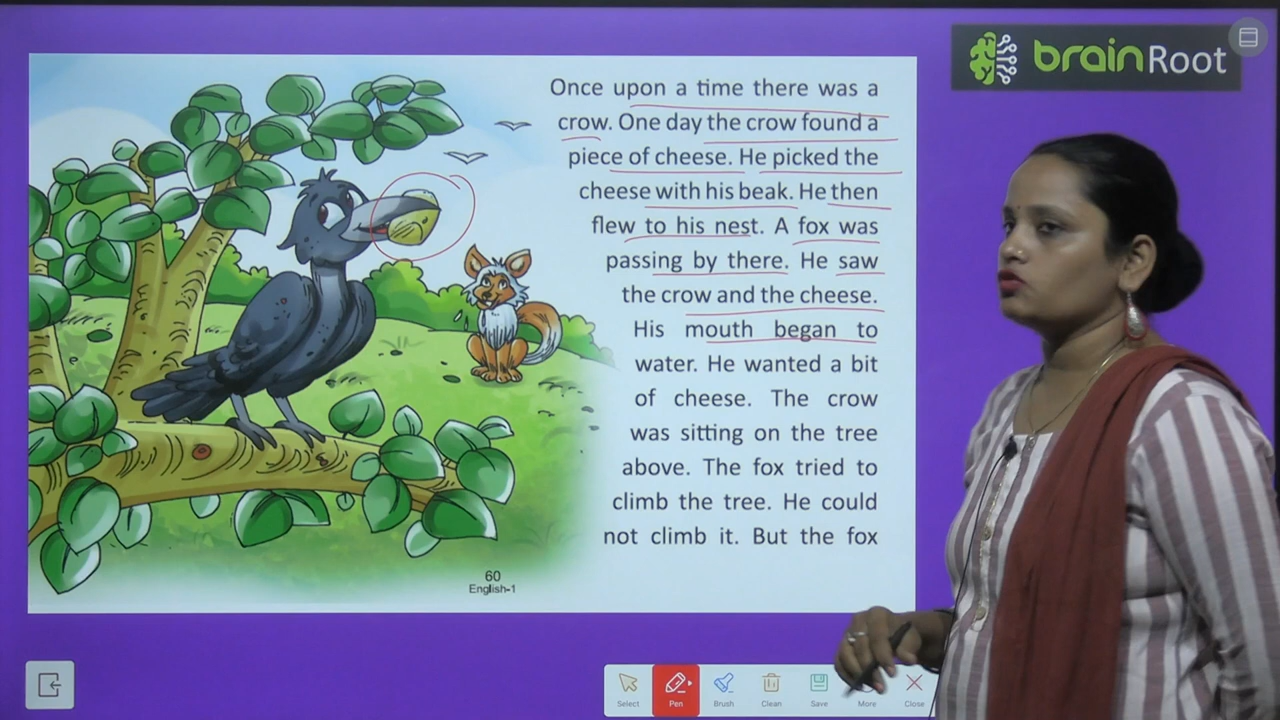 brainRoot
Once upon a time there was a
crow. One day the crow found a
piece of cheese. He picked the
cheese with his beak. He then
flew to his nest. A fox was
passing by there. He saw
the crow and the cheese.
His mouth began to
water. He wanted a bit
of cheese. The crow
was sitting on the tree
above. The fox tried to
climb the tree. He could
not climb it. But the fox
60
English-1
Select Pen Brush Clean Save More Close